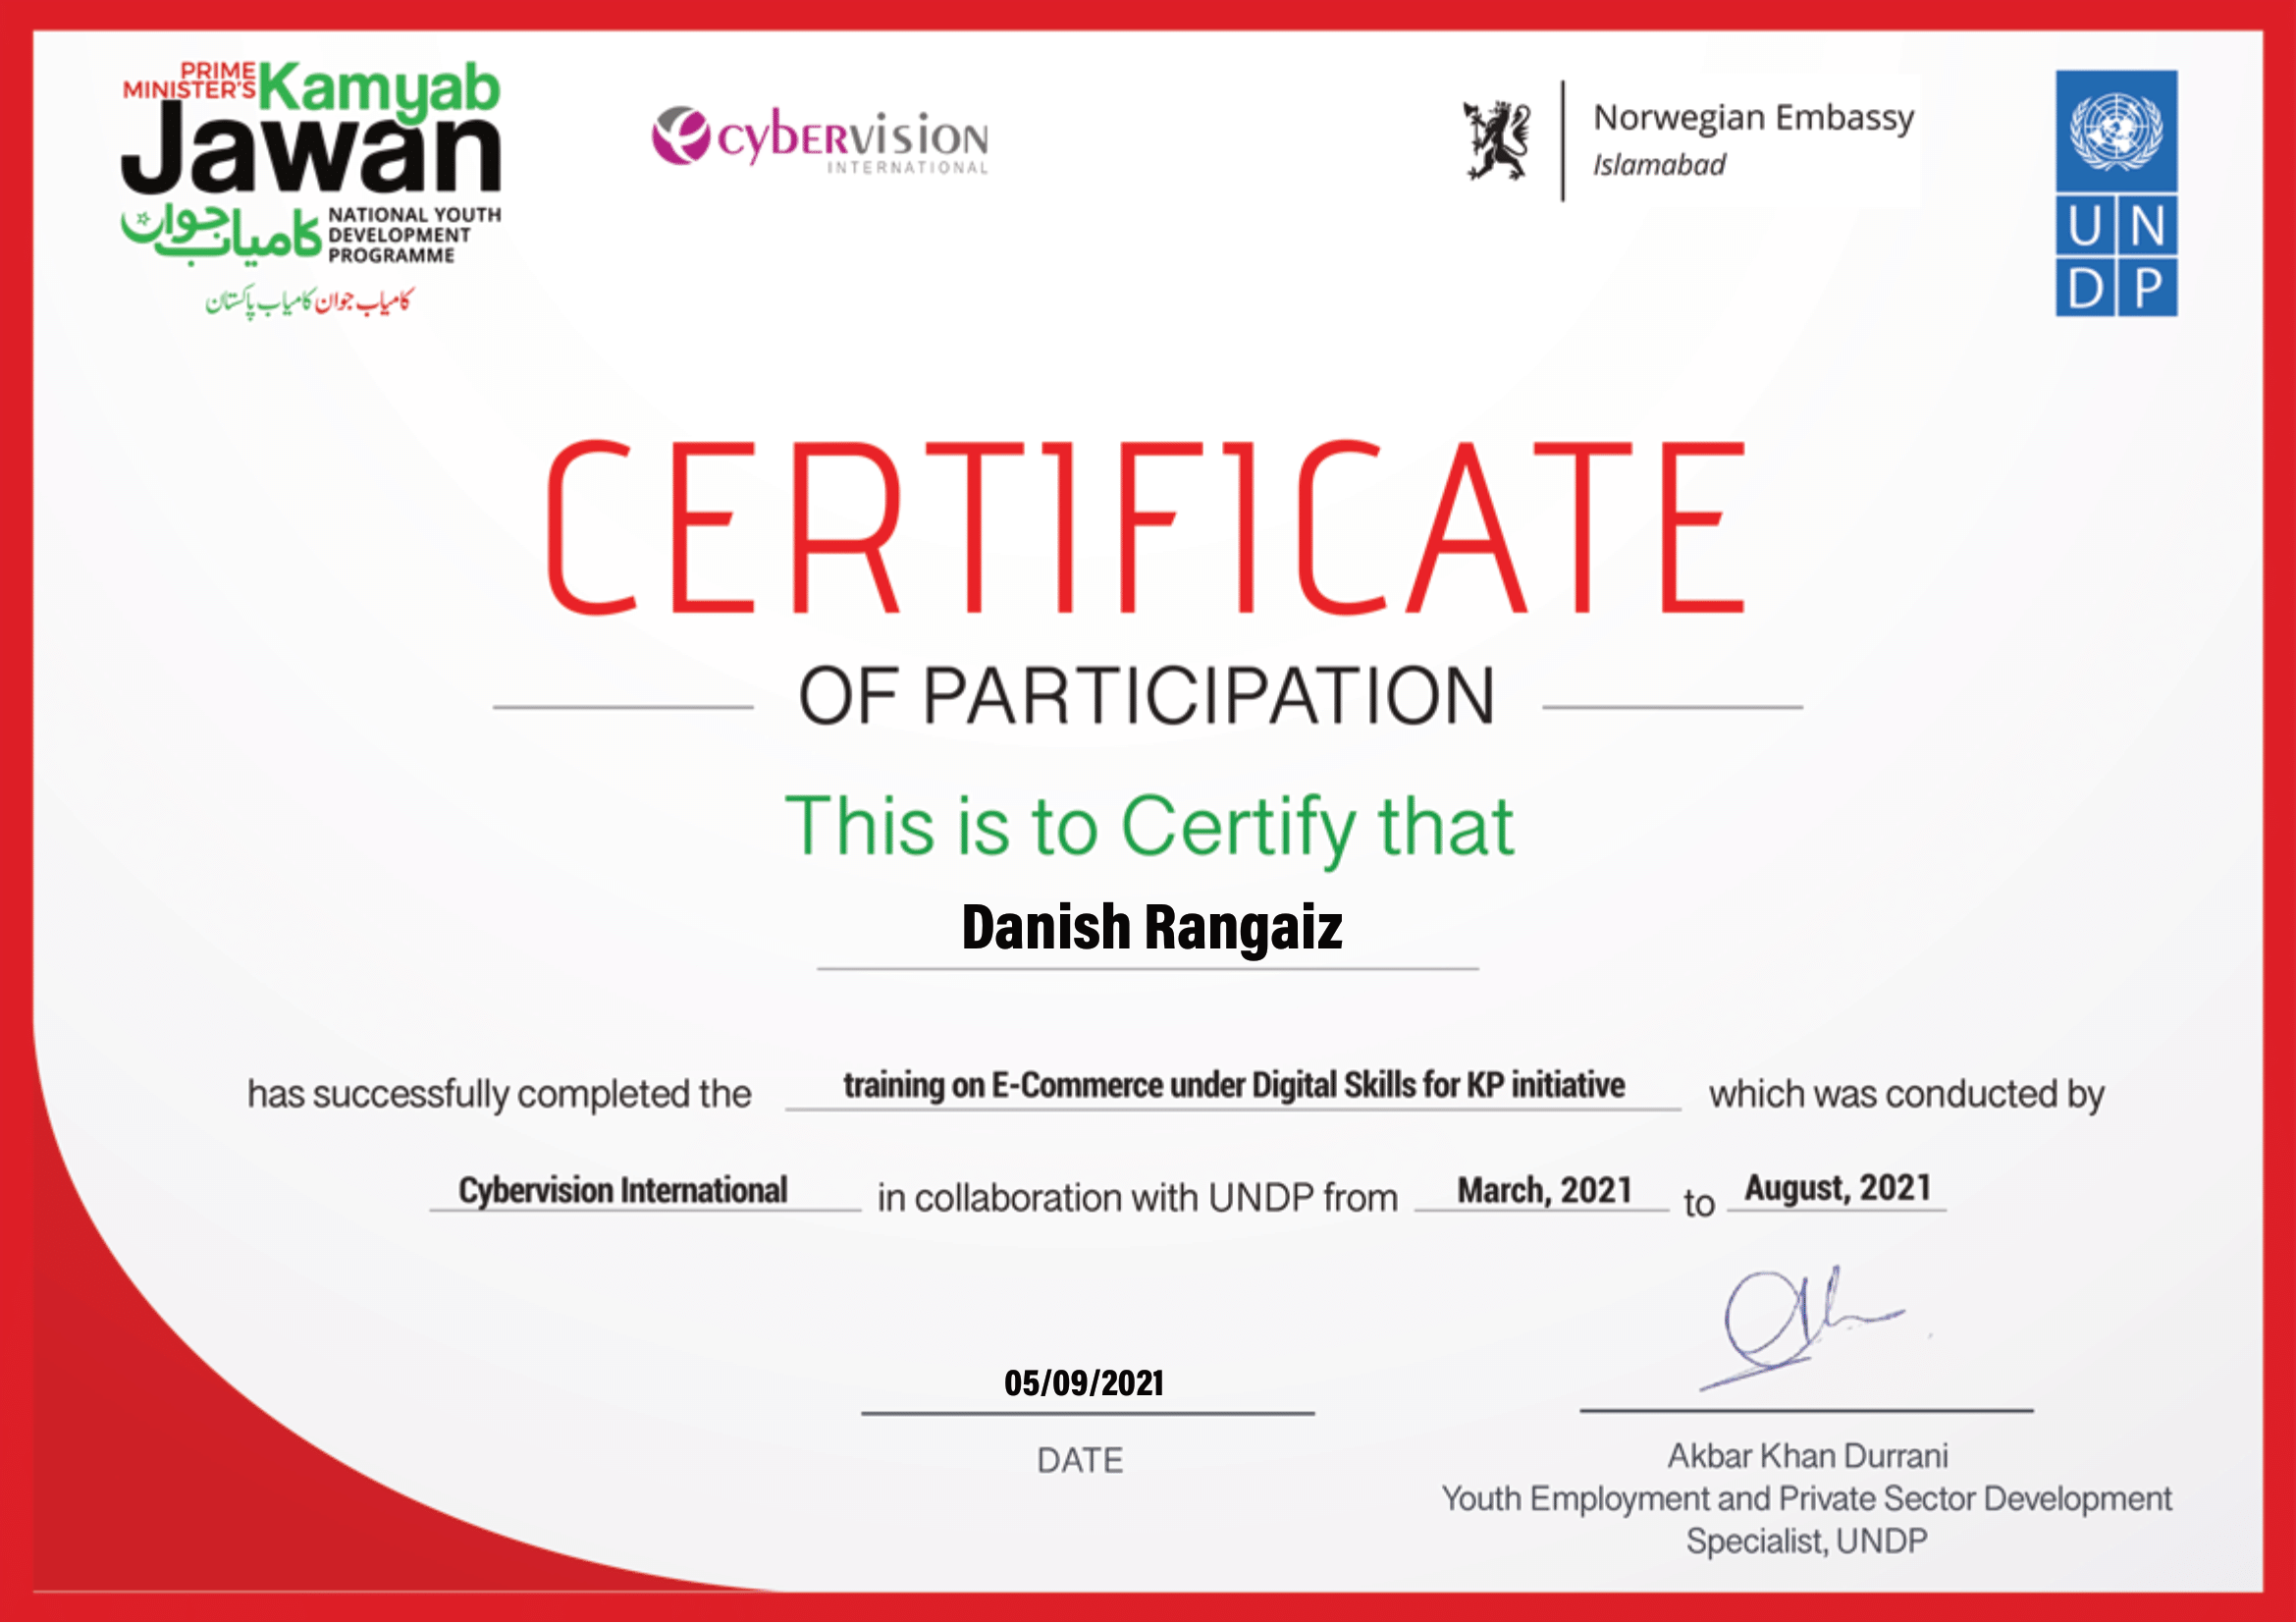 PRIME
MINISTER'S Kamyab
Jawan
کامیاب جوان
NATIONAL YOUTH
DEVELOPMENT
PROGRAMME
کامیاب جوان کامیاب پاکستان
cybervision
INTERNATIONAL
Norwegian Embassy
Islamabad
UN
DP
CERTIFICATE
OF PARTICIPATION
This is to Certify that
Danish Rangaiz
has successfully completed the training on E-Commerce under Digital Skills for KP initiative which was conducted by
Cybervision International in collaboration with UNDP from March, 2021 to August, 2021
05/09/2021
DATE
Akbar Khan Durrani
Youth Employment and Private Sector Development
Specialist, UNDP